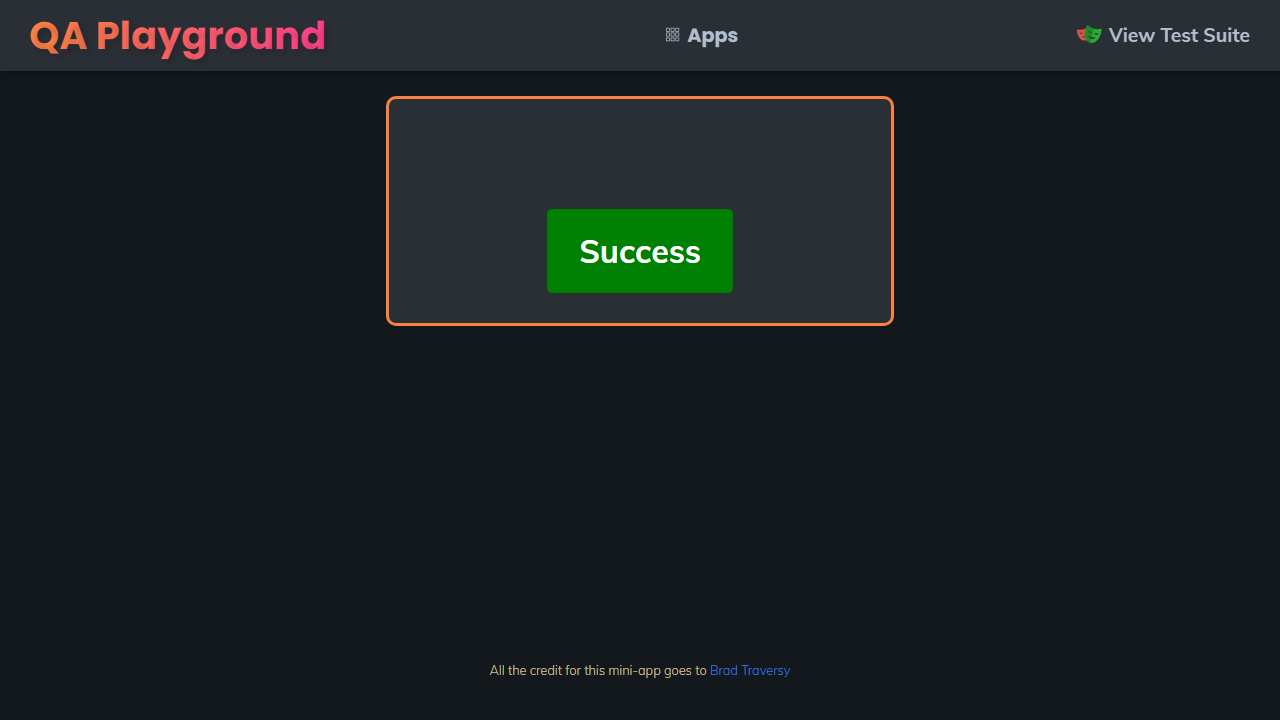 QA Playground
Apps
View Test Suite
Success
All the credit for this mini-app goes to Brad Traversy